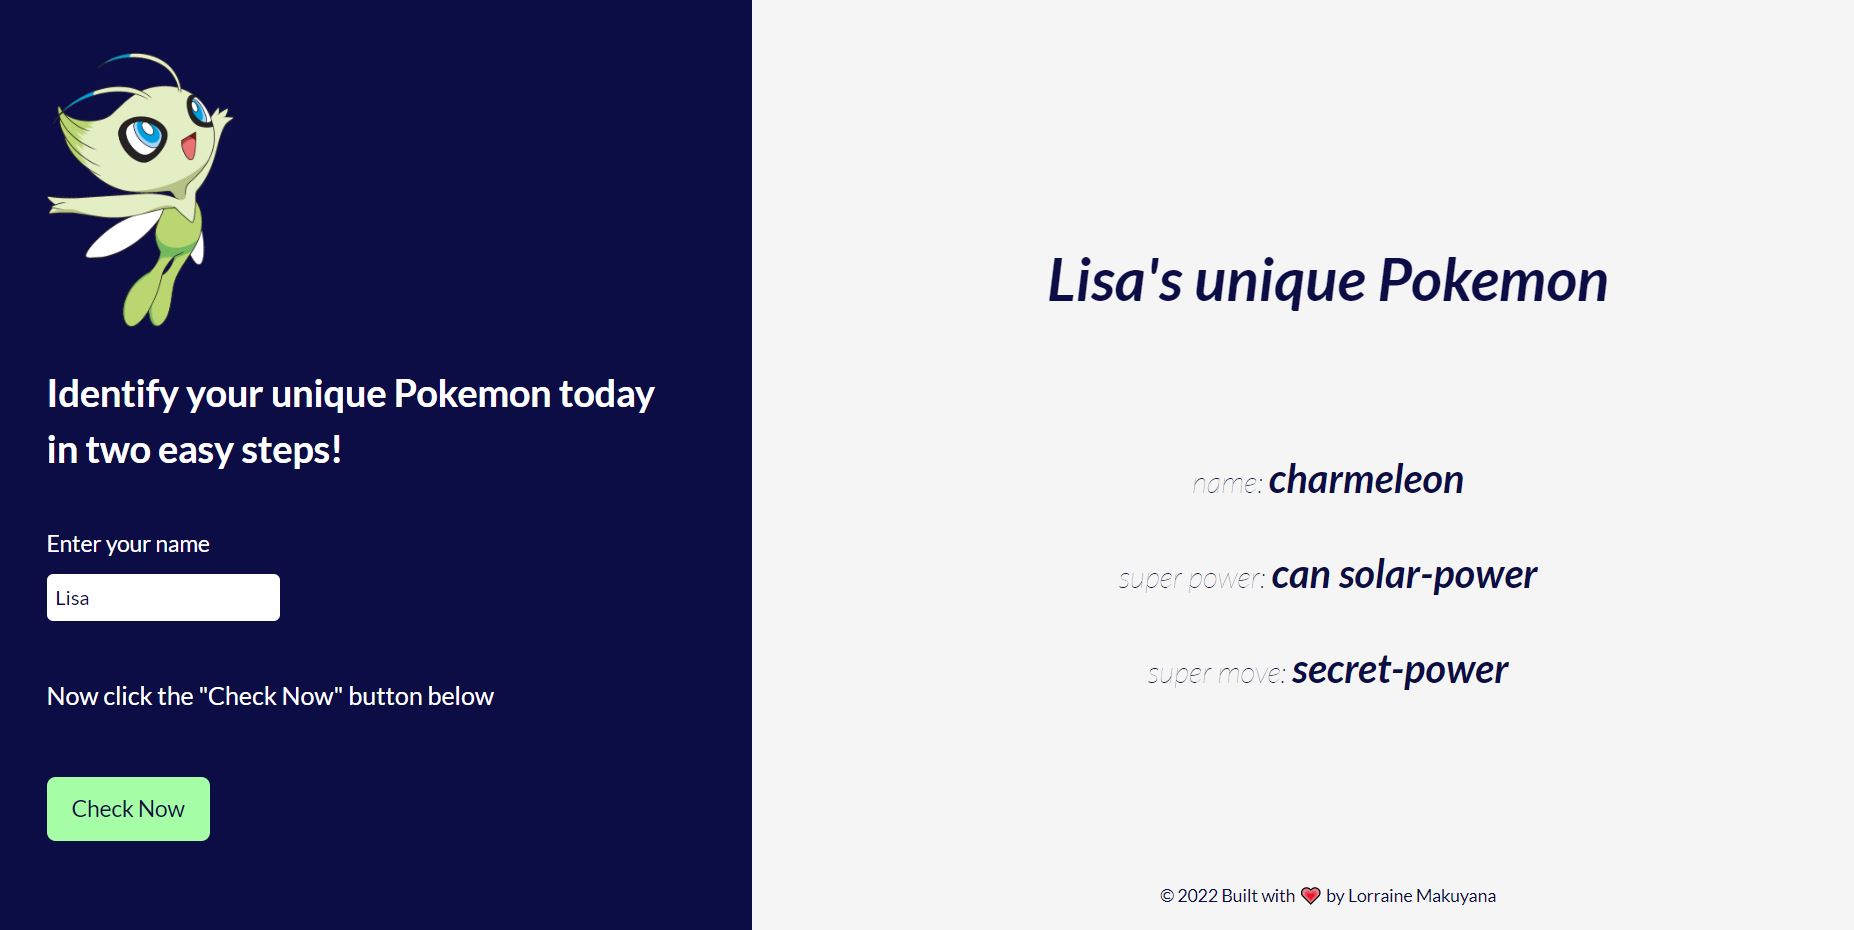 Identify your unique Pokemon today
in two easy steps!
Enter your name
Lisa
Now click the "Check Now" button below
Check Now
Lisa's unique Pokemon
name: charmeleon
super power: can solar-power
super move: secret-power
© 2022 Built with ❤️ by Lorraine Makuyana